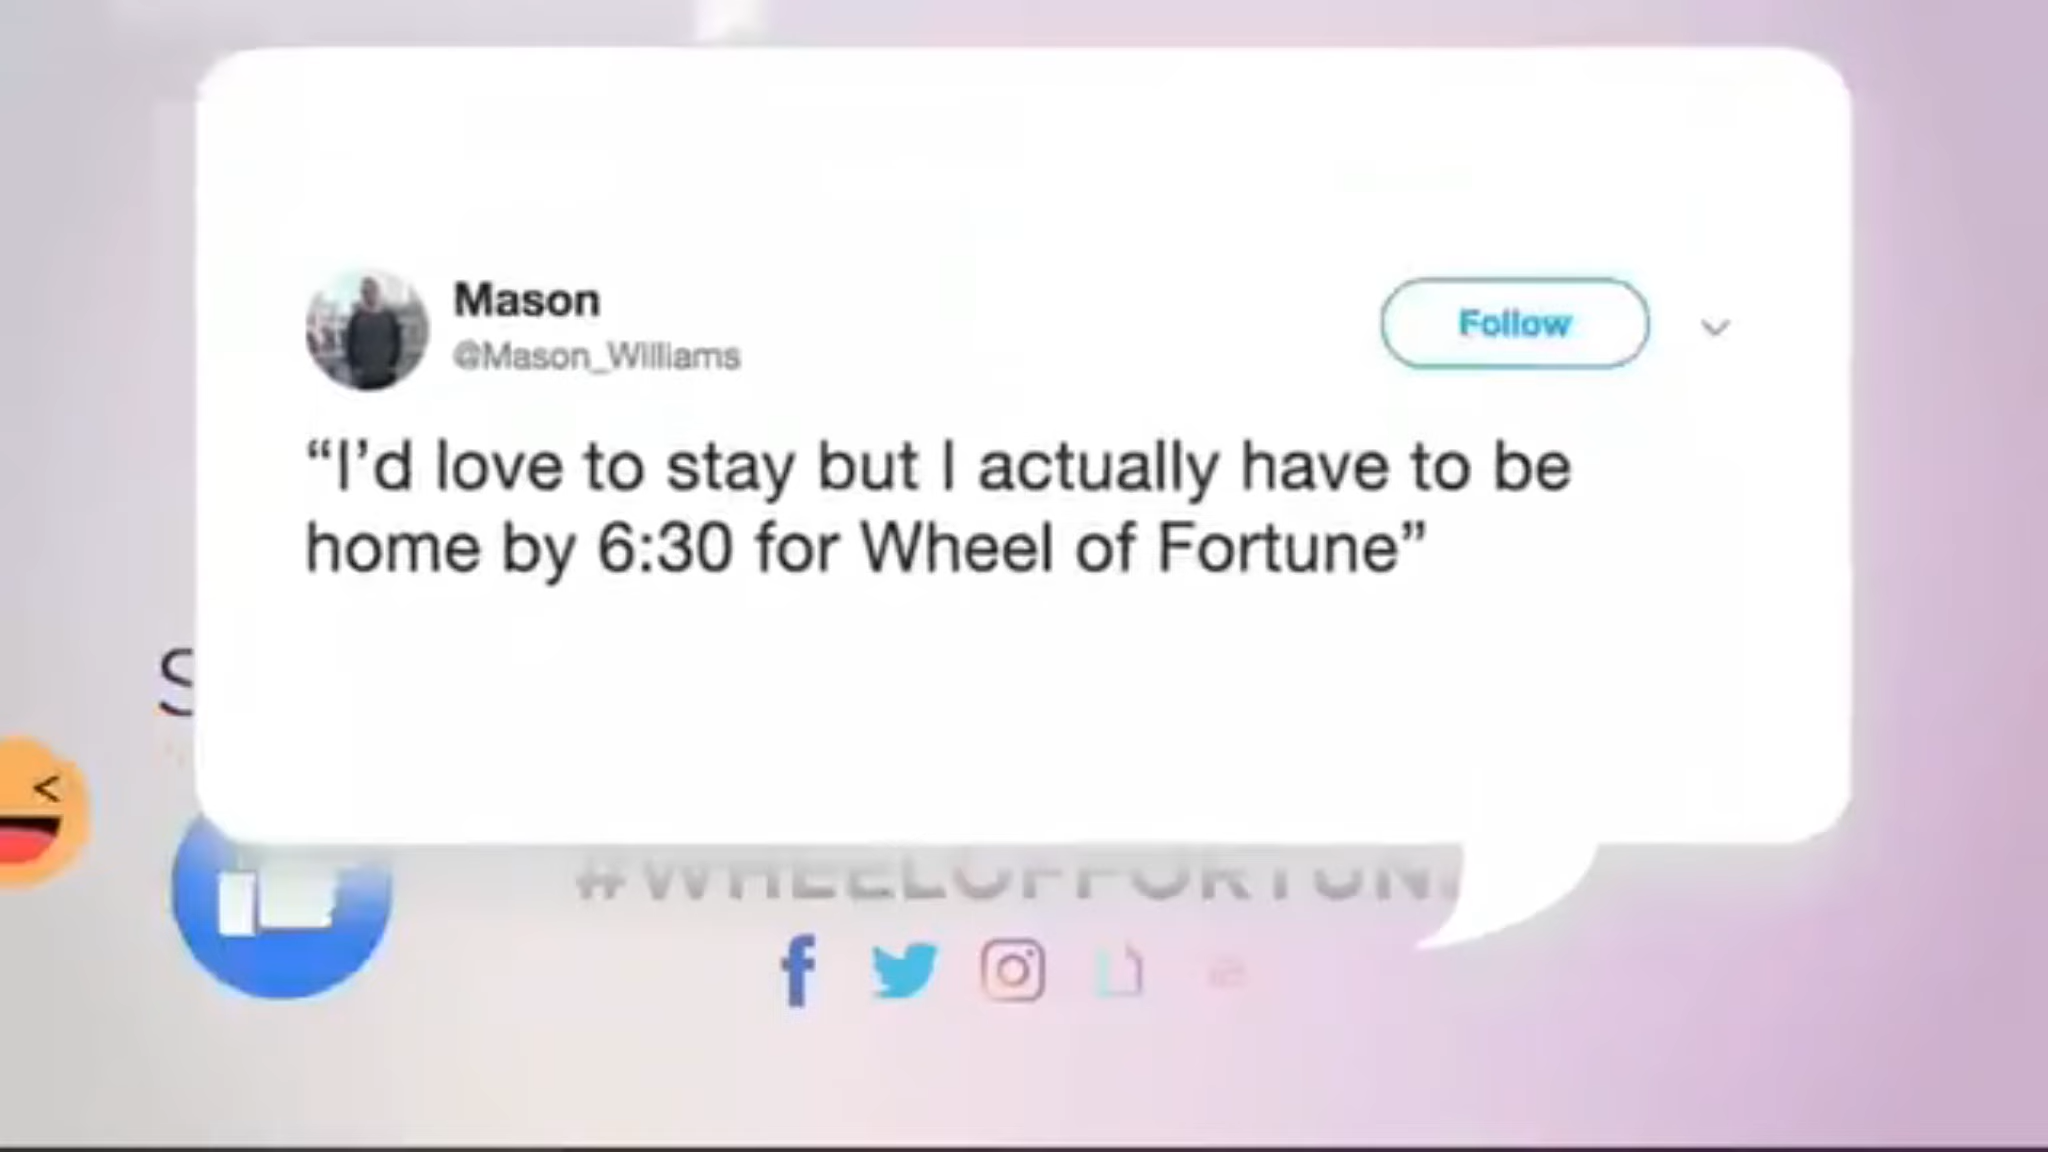 Mason
@Mason_Williams
Follow
“I’d love to stay but I actually have to be
home by 6:30 for Wheel of Fortune”